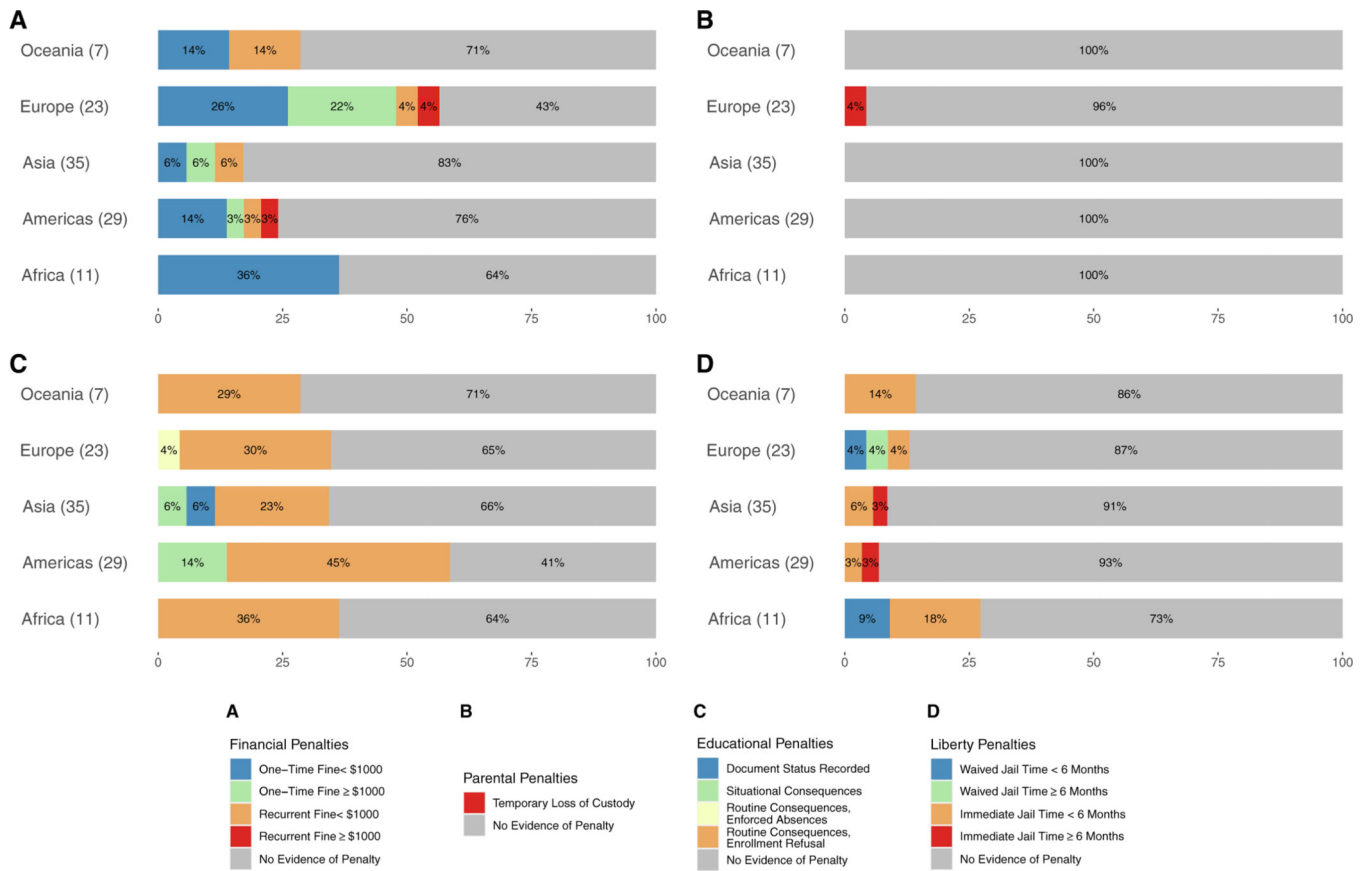 A
Oceania (7)
14% 14% 71%
Europe (23)
26% 22% 4% 4% 43%
Asia (35)
6% 6% 6% 83%
Americas (29)
14% 3% 3% 3% 76%
Africa (11)
36% 64%
0 25 50 75 100
B
Oceania (7)
100%
Europe (23)
4% 96%
Asia (35)
100%
Americas (29)
100%
Africa (11)
100%
0 25 50 75 100
C
Oceania (7)
29% 71%
Europe (23)
4% 30% 65%
Asia (35)
6% 6% 23% 66%
Americas (29)
14% 45% 41%
Africa (11)
36% 64%
0 25 50 75 100
D
Oceania (7)
14% 86%
Europe (23)
4% 4% 4% 87%
Asia (35)
6% 3% 91%
Americas (29)
3% 3% 93%
Africa (11)
9% 18% 73%
0 25 50 75 100
A
Financial Penalties
One−Time Fine< $1000
One−Time Fine ≥ $1000
Recurrent Fine< $1000
Recurrent Fine ≥ $1000
No Evidence of Penalty
B
Parental Penalties
Temporary Loss of Custody
No Evidence of Penalty
C
Educational Penalties
Document Status Recorded
Situational Consequences
Routine Consequences,
Enforced Absences
Routine Consequences,
Enrollment Refusal
No Evidence of Penalty
D
Liberty Penalties
Waived Jail Time < 6 Months
Waived Jail Time ≥ 6 Months
Immediate Jail Time < 6 Months
Immediate Jail Time ≥ 6 Months
No Evidence of Penalty